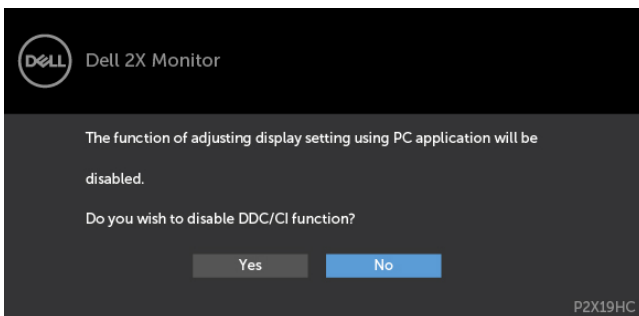 DELL
Dell 2X Monitor
The function of adjusting display setting using PC application will be
disabled.
Do you wish to disable DDC/CI function?
Yes No
P2X19HC